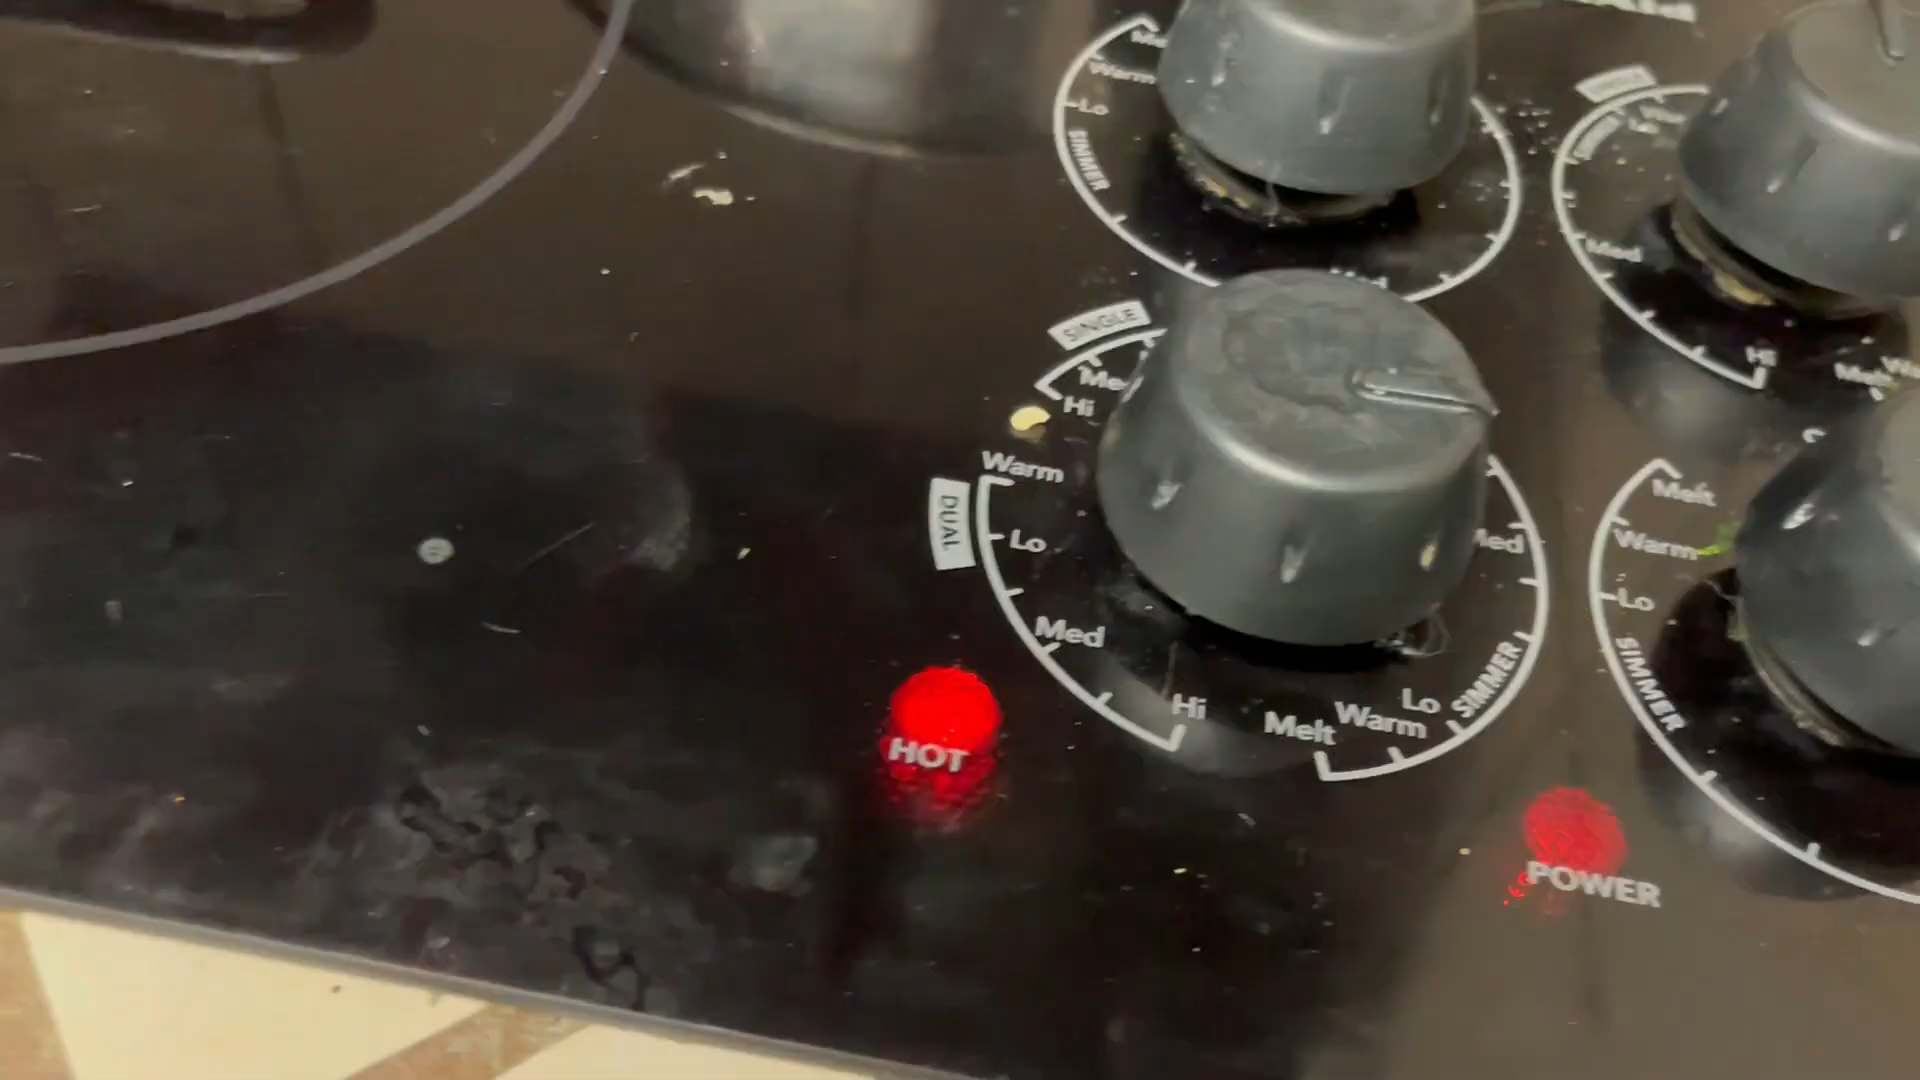 Warm
Lo
SIMMER
Med
Hi
SINGLE
Hi
Warm
DUAL
Lo
Med
Hi
Melt
Warm
Lo
SIMMER
Med
HOT
POWER
Melt
Warm
Lo
SIMMER